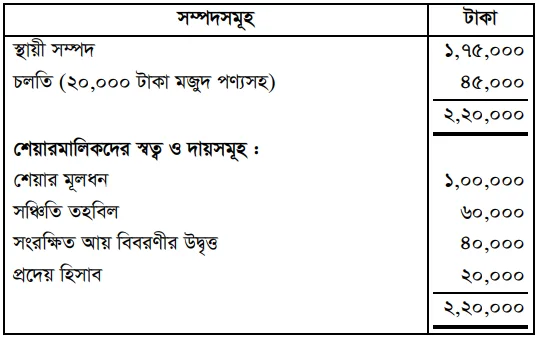 সম্পদসমূহ টাকা
স্থায়ী সম্পদ ১,৭৫,০০০
চলতি (২০,০০০ টাকা মজুদ পণ্যসহ) ৪৫,০০০
২,২০,০০০
শেয়ারমালিকদের স্বত্ব ও দায়সমূহ :
শেয়ার মূলধন ১,০০,০০০
সঞ্চিতি তহবিল ৬০,০০০
সংরক্ষিত আয় বিবরণীর উদ্বৃত্ত ৪০,০০০
প্রদেয় হিসাব ২০,০০০
২,২০,০০০